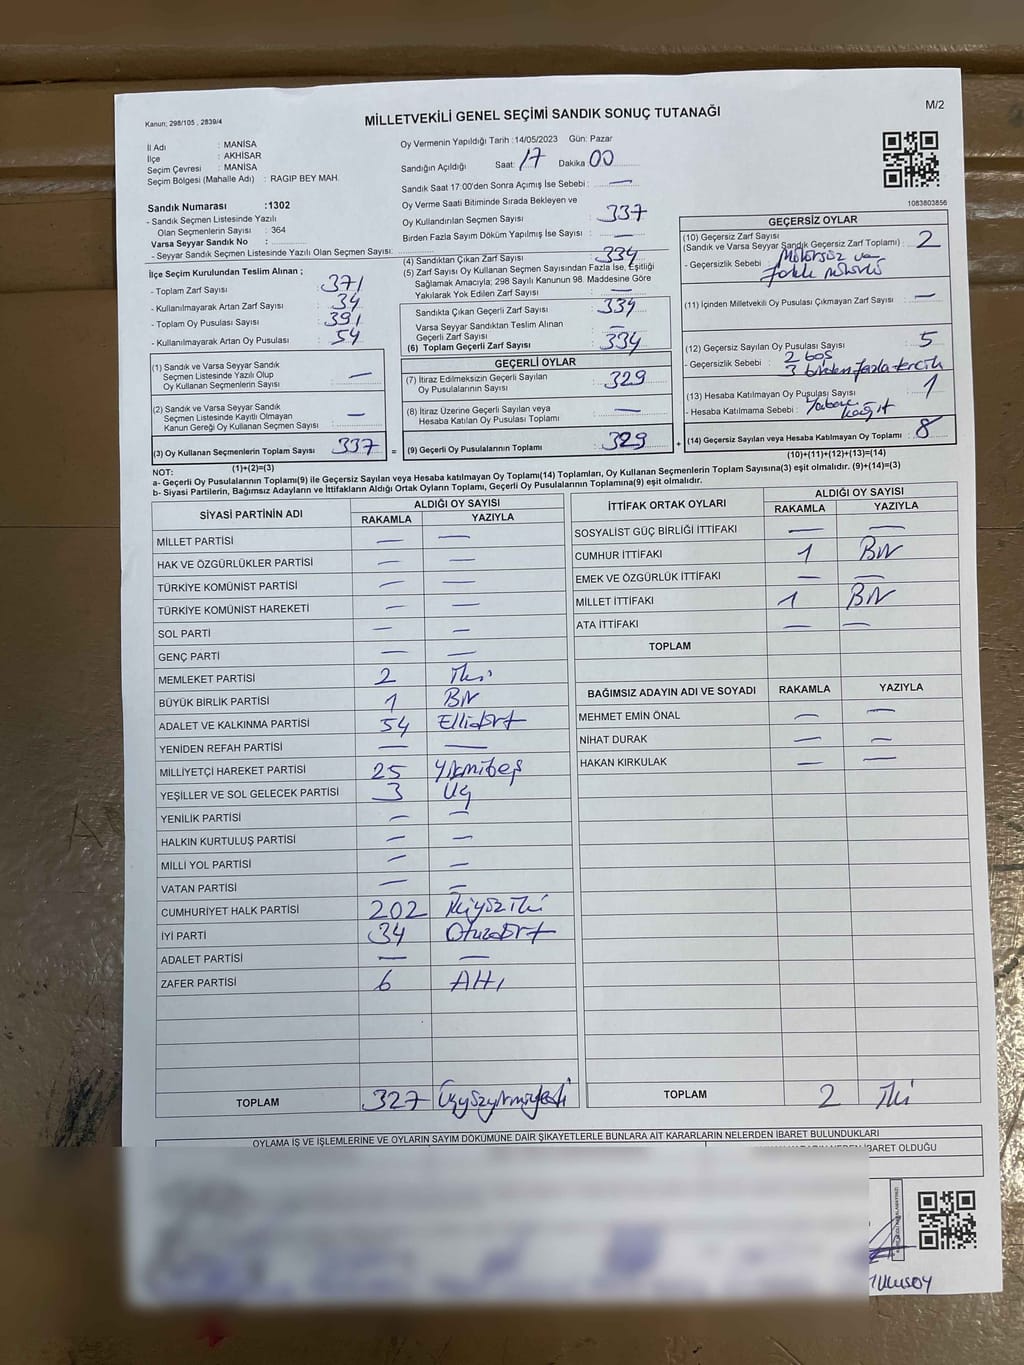 Kanun; 298/105 , 2839/4
MİLLETVEKİLİ GENEL SEÇİMİ SANDIK SONUÇ TUTANAĞI
M/2
İl Adı : MANİSA
İlçe : AKHİSAR
Seçim Çevresi : MANİSA
Seçim Bölgesi (Mahalle Adı) : RAGIP BEY MAH.
Sandık Numarası :1302
- Sandık Seçmen Listesinde Yazılı
Olan Seçmenlerin Sayısı : 364
Varsa Seyyar Sandık No :
- Seyyar Sandık Seçmen Listesinde Yazılı Olan Seçmen Sayısı:
İlçe Seçim Kurulundan Teslim Alınan ;
- Toplam Zarf Sayısı : 371
- Kullanılmayarak Artan Zarf Sayısı : 34
- Toplam Oy Pusulası Sayısı : 391
- Kullanılmayarak Artan Oy Pusulası : 54
(1) Sandık ve Varsa Seyyar Sandık
Seçmen Listesinde Yazılı Olup
Oy Kullanan Seçmenlerin Sayısı : —
(2) Sandık ve Varsa Seyyar Sandık
Seçmen Listesinde Kayıtlı Olmayan
Kanun Gereği Oy Kullanan Seçmen Sayısı : —
(3) Oy Kullanan Seçmenlerin Toplam Sayısı : 337 =
(1)+(2)=(3)
Oy Vermenin Yapıldığı Tarih :14/05/2023 Gün: Pazar
Sandığın Açıldığı Saat: 17 Dakika 00
Sandık Saat 17:00'den Sonra Açımış İse Sebebi : —
Oy Verme Saati Bitiminde Sırada Bekleyen ve
Oy Kullandırılan Seçmen Sayısı : 337
Birden Fazla Sayım Döküm Yapılmış İse Sayısı : —
(4) Sandıktan Çıkan Zarf Sayısı : 334
(5) Zarf Sayısı Oy Kullanan Seçmen Sayısından Fazla İse, Eşitliği
Sağlamak Amacıyla; 298 Sayılı Kanunun 98. Maddesine Göre
Yakılarak Yok Edilen Zarf Sayısı : —
Sandıkta Çıkan Geçerli Zarf Sayısı : 334
Varsa Seyyar Sandıktan Teslim Alınan
Geçerli Zarf Sayısı : —
(6) Toplam Geçerli Zarf Sayısı : 334
GEÇERLİ OYLAR
(7) İtiraz Edilmeksizin Geçerli Sayılan
Oy Pusulalarının Sayısı : 329
(8) İtiraz Üzerine Geçerli Sayılan veya
Hesaba Katılan Oy Pusulası Toplamı : —
(9) Geçerli Oy Pusulalarının Toplamı : 329 +
1083803856
GEÇERSİZ OYLAR
(10) Geçersiz Zarf Sayısı
(Sandık ve Varsa Seyyar Sandık Geçersiz Zarf Toplamı) : 2
- Geçersizlik Sebebi : Mühürsüz ve
farklı mühürlü
(11) İçinden Milletvekili Oy Pusulası Çıkmayan Zarf Sayısı : —
(12) Geçersiz Sayılan Oy Pusulası Sayısı : 5
- Geçersizlik Sebebi : 2 boş
3 birden fazla tercih
(13) Hesaba Katılmayan Oy Pusulası Sayısı : 1
- Hesaba Katılmama Sebebi : Yabancı
kağıt
(14) Geçersiz Sayılan veya Hesaba Katılmayan Oy Toplamı : 8
(10)+(11)+(12)+(13)=(14)
NOT:
a- Geçerli Oy Pusulalarının Toplamı(9) ile Geçersiz Sayılan veya Hesaba katılmayan Oy Toplamı(14) Toplamları, Oy Kullanan Seçmenlerin Toplam Sayısına(3) eşit olmalıdır. (9)+(14)=(3)
b- Siyasi Partilerin, Bağımsız Adayların ve İttifakların Aldığı Ortak Oyların Toplamı, Geçerli Oy Pusulalarının Toplamına(9) eşit olmalıdır.
SİYASİ PARTİNİN ADI ALDIĞI OY SAYISI
RAKAMLA YAZIYLA
MİLLET PARTİSİ — —
HAK VE ÖZGÜRLÜKLER PARTİSİ — —
TÜRKİYE KOMÜNİST PARTİSİ — —
TÜRKİYE KOMÜNİST HAREKETİ — —
SOL PARTİ — —
GENÇ PARTİ — —
MEMLEKET PARTİSİ 2 İki
BÜYÜK BİRLİK PARTİSİ 1 Bir
ADALET VE KALKINMA PARTİSİ 54 Ellidört
YENİDEN REFAH PARTİSİ — —
MİLLİYETÇİ HAREKET PARTİSİ 25 Yirmibeş
YEŞİLLER VE SOL GELECEK PARTİSİ 3 Üç
YENİLİK PARTİSİ — —
HALKIN KURTULUŞ PARTİSİ — —
MİLLİ YOL PARTİSİ — —
VATAN PARTİSİ — —
CUMHURİYET HALK PARTİSİ 202 İkiyüziki
İYİ PARTİ 34 Otuzdört
ADALET PARTİSİ — —
ZAFER PARTİSİ 6 Altı
TOPLAM 327 Üçyüzyirmiyedi
İTTİFAK ORTAK OYLARI ALDIĞI OY SAYISI
RAKAMLA YAZIYLA
SOSYALİST GÜÇ BİRLİĞİ İTTİFAKI — —
CUMHUR İTTİFAKI 1 Bir
EMEK VE ÖZGÜRLÜK İTTİFAKI — —
MİLLET İTTİFAKI 1 Bir
ATA İTTİFAKI — —
TOPLAM
BAĞIMSIZ ADAYIN ADI VE SOYADI RAKAMLA YAZIYLA
MEHMET EMİN ÖNAL — —
NİHAT DURAK — —
HAKAN KIRKULAK — —
TOPLAM 2 İki
OYLAMA İŞ VE İŞLEMLERİNE VE OYLARIN SAYIM DÖKÜMÜNE DAİR ŞİKAYETLERLE BUNLARA AİT KARARLARIN NELERDEN İBARET BULUNDUKLARI
İBARET OLDUĞU
ULUSOY